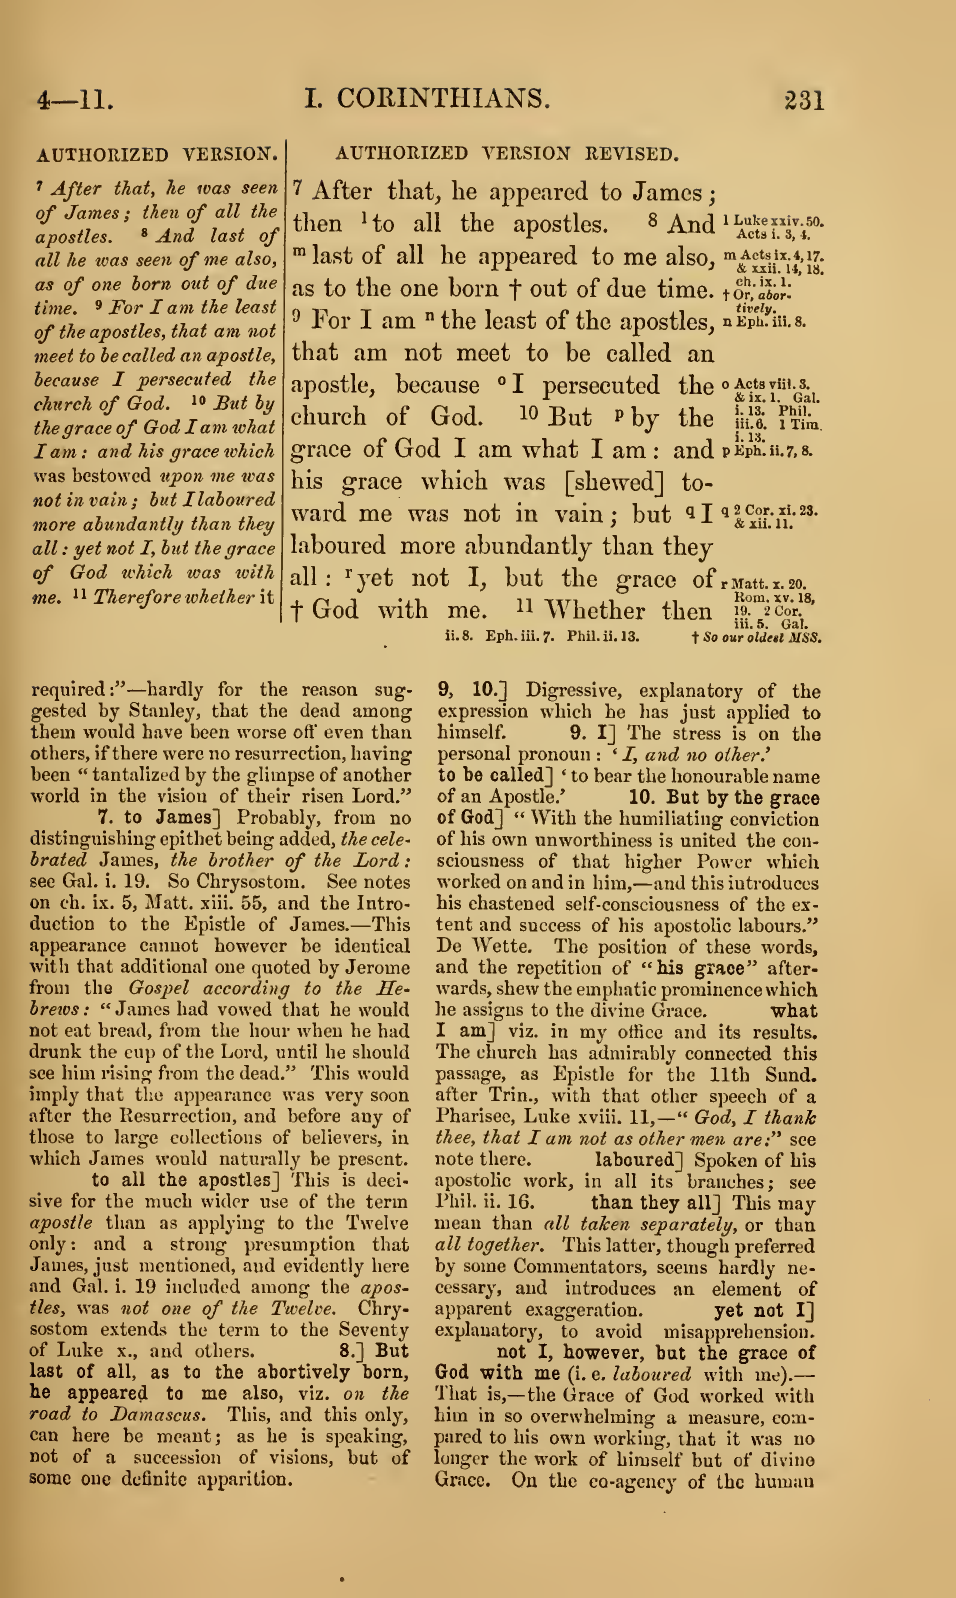 4—11.
I. CORINTHIANS.
231
AUTHORIZED VERSION.
7 After that, he was seen
of James; then of all the
apostles. 8 And last of
all he was seen of me also,
as of one born out of due
time. 9 For I am the least
of the apostles, that am not
meet to be called an apostle,
because I persecuted the
church of God. 10 But by
the grace of God I am what
I am: and his grace which
was bestowed upon me was
not in vain; but I laboured
more abundantly than they
all: yet not I, but the grace
of God which was with
me. 11 Therefore whether it
AUTHORIZED VERSION REVISED.
7 After that, he appeared to James;
then l to all the apostles. 8 And
m last of all he appeared to me also,
as to the one born † out of due time.
9 For I am n the least of the apostles,
that am not meet to be called an
apostle, because o I persecuted the
church of God. 10 But p by the
grace of God I am what I am: and
his grace which was [shewed] to-
ward me was not in vain; but q I
laboured more abundantly than they
all: r yet not I, but the grace of
† God with me. 11 Whether then
l Luke xxiv. 50.
Acts i. 3, 4.
m Acts ix. 4, 17.
& xxii. 14, 18.
ch. ix. 1.
† Or, abor-
tively.
n Eph. iii. 8.
o Acts viii. 3.
& ix. 1. Gal.
i. 13. Phil.
iii. 6. 1 Tim.
i. 13.
p Eph. ii. 7, 8.
q 2 Cor. xi. 23.
& xii. 11.
r Matt. x. 20.
Rom. xv. 18,
19. 2 Cor.
iii. 5. Gal.
ii. 8. Eph. iii. 7. Phil. ii. 13.
† So our oldest MSS.
required:”—hardly for the reason sug-
gested by Stanley, that the dead among
them would have been worse off even than
others, if there were no resurrection, having
been “tantalized by the glimpse of another
world in the vision of their risen Lord.”
7. to James] Probably, from no
distinguishing epithet being added, the cele-
brated James, the brother of the Lord:
see Gal. i. 19. So Chrysostom. See notes
on ch. ix. 5, Matt. xiii. 55, and the Intro-
duction to the Epistle of James.—This
appearance cannot however be identical
with that additional one quoted by Jerome
from the Gospel according to the He-
brews: “James had vowed that he would
not eat bread, from the hour when he had
drunk the cup of the Lord, until he should
see him rising from the dead.” This would
imply that the appearance was very soon
after the Resurrection, and before any of
those to large collections of believers, in
which James would naturally be present.
to all the apostles] This is deci-
sive for the much wider use of the term
apostle than as applying to the Twelve
only: and a strong presumption that
James, just mentioned, and evidently here
and Gal. i. 19 included among the apos-
tles, was not one of the Twelve. Chry-
sostom extends the term to the Seventy
of Luke x., and others. 8.] But
last of all, as to the abortively born,
he appeared to me also, viz. on the
road to Damascus. This, and this only,
can here be meant; as he is speaking,
not of a succession of visions, but of
some one definite apparition.
9, 10.] Digressive, explanatory of the
expression which he has just applied to
himself. 9. I] The stress is on the
personal pronoun: ‘I, and no other.’
to be called] ‘to bear the honourable name
of an Apostle.’ 10. But by the grace
of God] “With the humiliating conviction
of his own unworthiness is united the con-
sciousness of that higher Power which
worked on and in him,—and this introduces
his chastened self-consciousness of the ex-
tent and success of his apostolic labours.”
De Wette. The position of these words,
and the repetition of “his grace” after-
wards, shew the emphatic prominence which
he assigns to the divine Grace. what
I am] viz. in my office and its results.
The church has admirably connected this
passage, as Epistle for the 11th Sund.
after Trin., with that other speech of a
Pharisee, Luke xviii. 11,—“God, I thank
thee, that I am not as other men are:” see
note there. laboured] Spoken of his
apostolic work, in all its branches; see
Phil. ii. 16. than they all] This may
mean than all taken separately, or than
all together. This latter, though preferred
by some Commentators, seems hardly ne-
cessary, and introduces an element of
apparent exaggeration. yet not I]
explanatory, to avoid misapprehension.
not I, however, but the grace of
God with me (i. e. laboured with me).—
That is,—the Grace of God worked with
him in so overwhelming a measure, com-
pared to his own working, that it was no
longer the work of himself but of divine
Grace. On the co-agency of the human